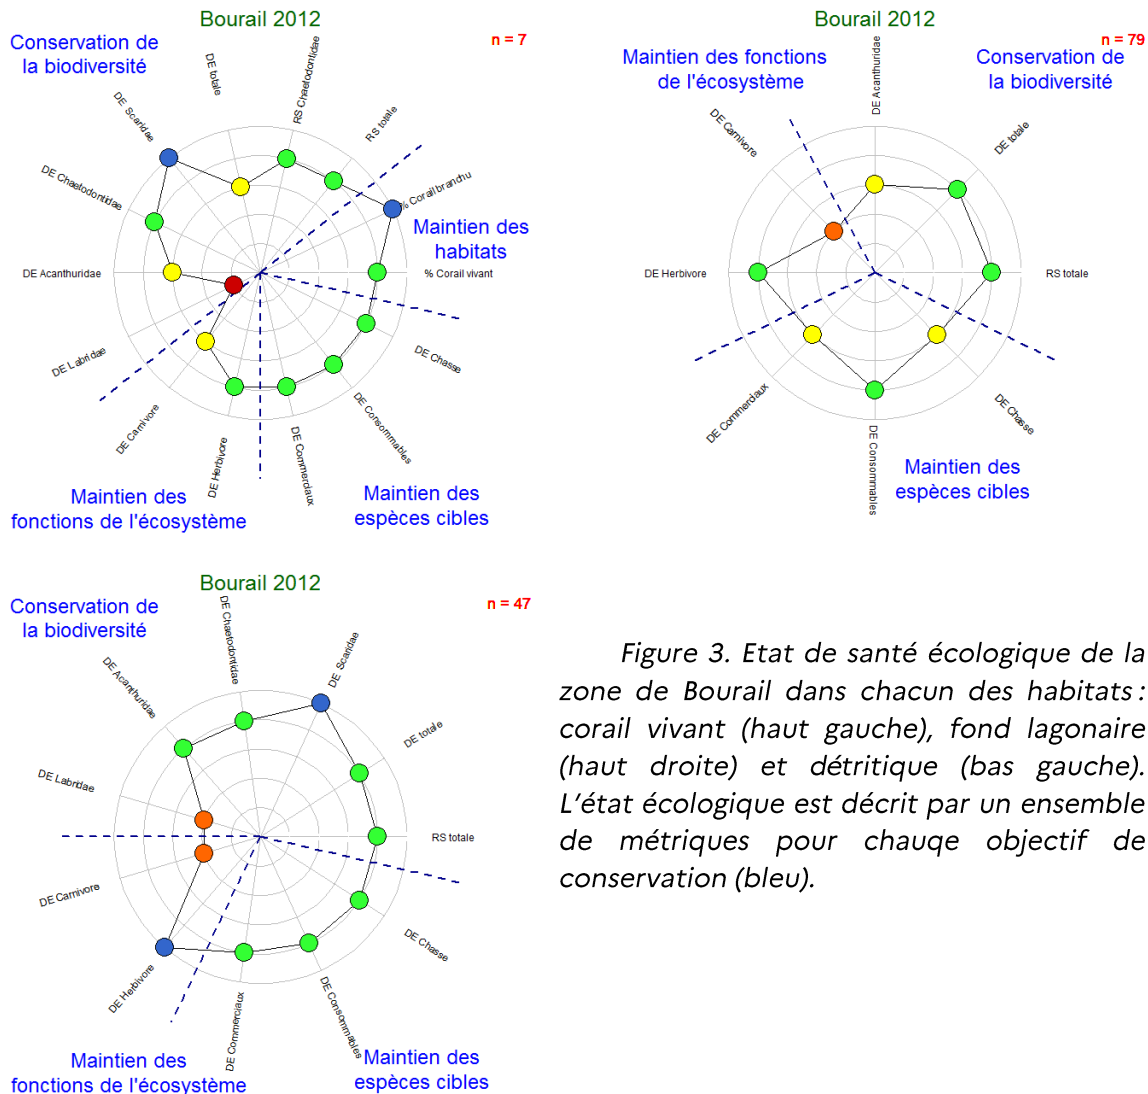 Bourail 2012
n = 7
Conservation de
la biodiversité
DE totale
RS Chaetodontidae
RS totale
% Corail branchu
Maintien des
habitats
% Corail vivant
DE Chasse
DE Consommables
DE Commerciaux
Maintien des
espèces cibles
DE Herbivore
DE Carnivore
Maintien des
fonctions de l'écosystème
DE Labridae
DE Acanthuridae
DE Chaetodontidae
DE Scaridae
Bourail 2012
n = 79
Maintien des fonctions
de l'écosystème
DE Acanthuridae
Conservation de
la biodiversité
DE Carnivore
DE totale
DE Herbivore
RS totale
DE Commerciaux
DE Consommables
DE Chasse
Maintien des
espèces cibles
Bourail 2012
n = 47
Conservation de
la biodiversité
DE Chaetodontidae
DE Scaridae
DE Acanthuridae
DE totale
DE Labridae
RS totale
DE Carnivore
DE Chasse
DE Herbivore
DE Commerciaux
DE Consommables
Maintien des
fonctions de l'écosystème
Maintien des
espèces cibles
Figure 3. Etat de santé écologique de la
zone de Bourail dans chacun des habitats :
corail vivant (haut gauche), fond lagonaire
(haut droite) et détritique (bas gauche).
L'état écologique est décrit par un ensemble
de métriques pour chauqe objectif de
conservation (bleu).